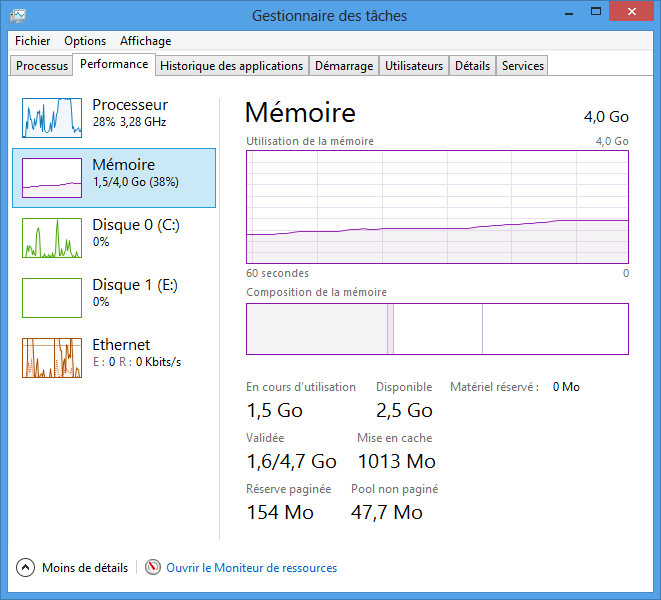 Gestionnaire des tâches
Fichier Options Affichage
Processus Performance Historique des applications Démarrage Utilisateurs Détails Services
Processeur
28% 3,28 GHz
Mémoire
1,5/4,0 Go (38%)
Disque 0 (C:)
0%
Disque 1 (E:)
0%
Ethernet
E : 0 R : 0 Kbits/s
Mémoire 4,0 Go
Utilisation de la mémoire 4,0 Go
60 secondes 0
Composition de la mémoire
En cours d'utilisation Disponible Matériel réservé : 0 Mo
1,5 Go 2,5 Go
Validée Mise en cache
1,6/4,7 Go 1013 Mo
Réserve paginée Pool non paginé
154 Mo 47,7 Mo
Moins de détails Ouvrir le Moniteur de ressources